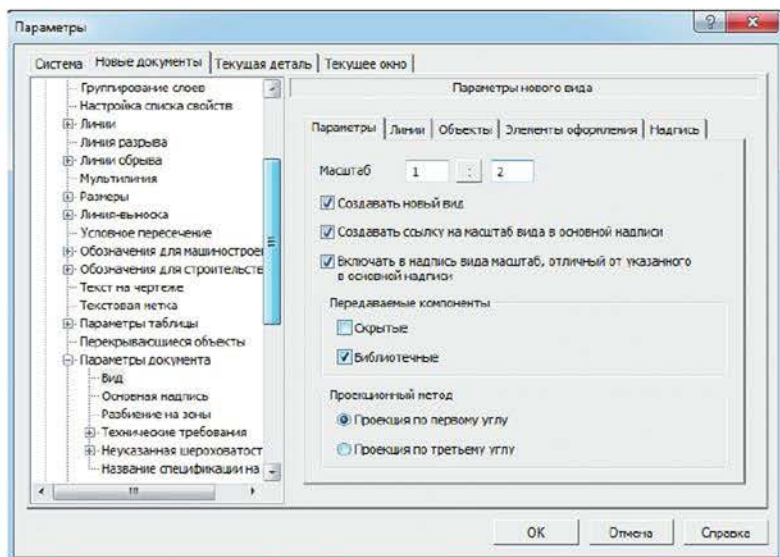 Параметры
Система Новые документы Текущая деталь Текущее окно
Группирование слоев
Настройка списка свойств
Линии
Линия разрыва
Линии обрыва
Мультилиния
Размеры
Линия-выноска
Условное пересечение
Обозначения для машиностроен
Обозначения для строительства
Текст на чертеже
Текстовая метка
Параметры таблицы
Перекрывающиеся объекты
Параметры документа
Вид
Основная надпись
Разбиение на зоны
Технические требования
Неуказанная шероховатост
Название спецификации на
Параметры нового вида
Параметры Линии Объекты Элементы оформления Надпись
Масштаб 1 : 2
Создавать новый вид
Создавать ссылку на масштаб вида в основной надписи
Включать в надпись вида масштаб, отличный от указанного
в основной надписи
Передаваемые компоненты
Скрытые
Библиотечные
Проекционный метод
Проекция по первому углу
Проекция по третьему углу
OK Отмена Справка